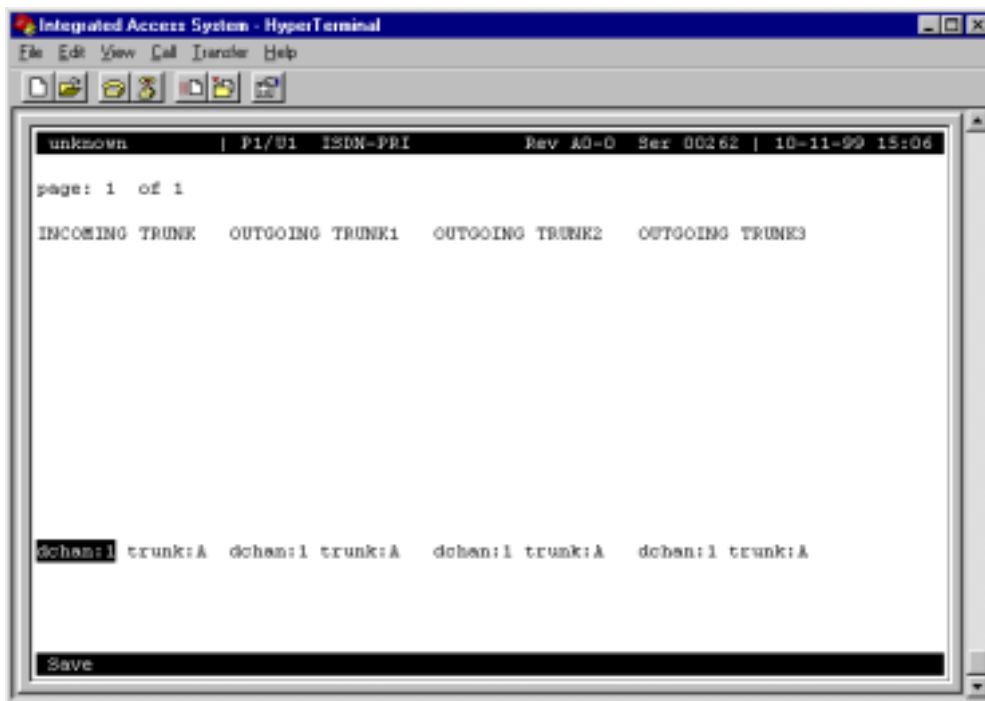 Integrated Access System - HyperTerminal
File Edit View Call Transfer Help
unknown | P1/U1 ISDN-PRI Rev A0-0 Ser 00262 | 10-11-99 15:06
page: 1 of 1
INCOMING TRUNK OUTGOING TRUNK1 OUTGOING TRUNK2 OUTGOING TRUNK3
dchan:1 trunk:A dchan:1 trunk:A dchan:1 trunk:A dchan:1 trunk:A
Save